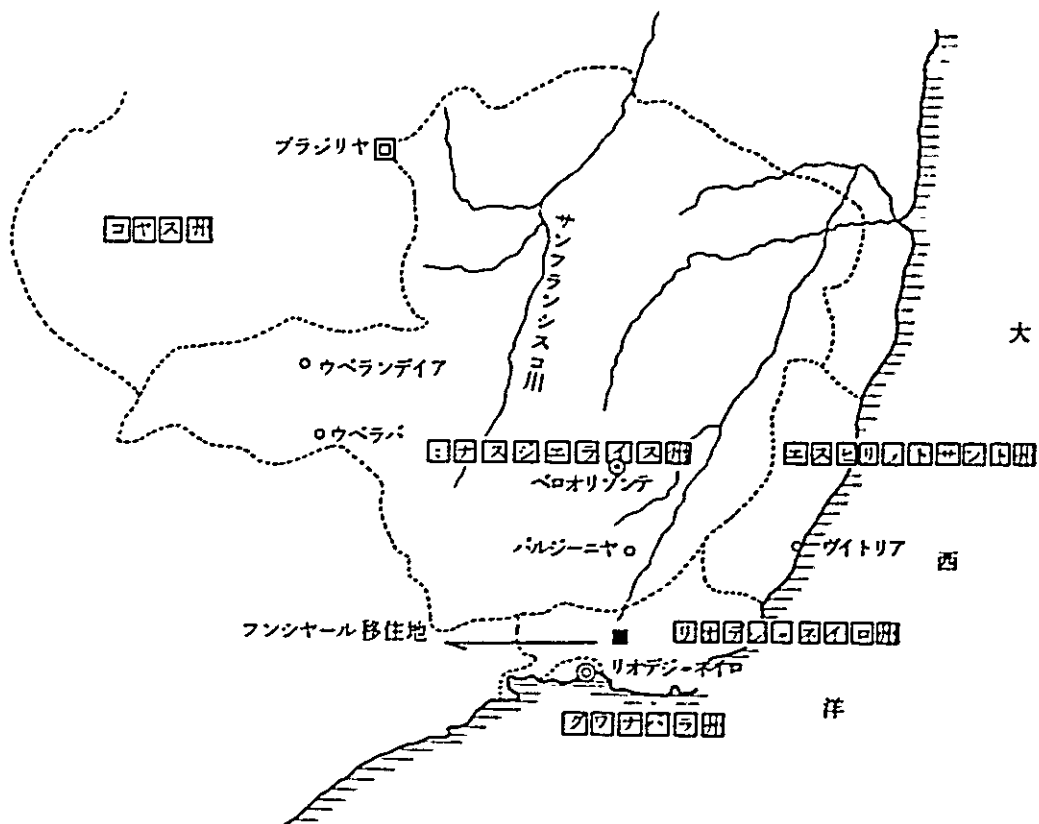 ブラジリヤ
コヤス州
サンフランシスコ川
大
ウベランデイア
ウベラバ
ミナスジエライス州
エスピリットサント州
ベロオリゾンテ
バルジーニヤ
ヴイトリア
西
フンシヤール移住地
リオデジャネイロ州
リオデジーネイロ
洋
グワナバラ州